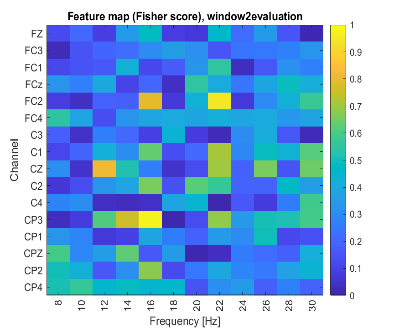 Feature map (Fisher score), window2evaluation
Channel
FZ
FC3
FC1
FCz
FC2
FC4
C3
C1
CZ
C2
C4
CP3
CP1
CPZ
CP2
CP4
8 10 12 14 16 18 20 22 24 26 28 30
Frequency [Hz]
1
0.9
0.8
0.7
0.6
0.5
0.4
0.3
0.2
0.1
0